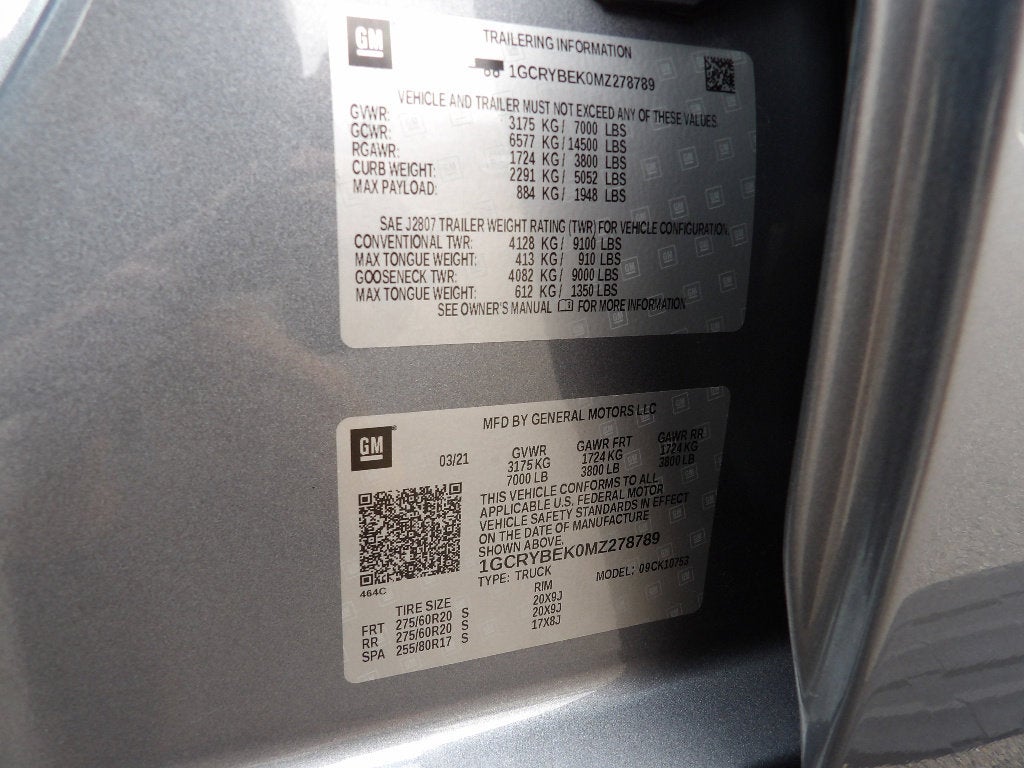 GM
TRAILERING INFORMATION
1GCRYBEK0MZ278789
VEHICLE AND TRAILER MUST NOT EXCEED ANY OF THESE VALUES
GVWR: 3175 KG/ 7000 LBS
GCWR: 6577 KG/ 14500 LBS
RGAWR: 1724 KG/ 3800 LBS
CURB WEIGHT: 2291 KG/ 5052 LBS
MAX PAYLOAD: 884 KG/ 1948 LBS
SAE J2807 TRAILER WEIGHT RATING (TWR) FOR VEHICLE CONFIGURATION
CONVENTIONAL TWR: 4128 KG/ 9100 LBS
MAX TONGUE WEIGHT: 413 KG/ 910 LBS
GOOSENECK TWR: 4082 KG/ 9000 LBS
MAX TONGUE WEIGHT: 612 KG/ 1350 LBS
SEE OWNER'S MANUAL FOR MORE INFORMATION
GM
MFD BY GENERAL MOTORS LLC
03/21 GVWR GAWR FRT GAWR RR
3175 KG 1724 KG 1724 KG
7000 LB 3800 LB 3800 LB
THIS VEHICLE CONFORMS TO ALL
APPLICABLE U.S. FEDERAL MOTOR
VEHICLE SAFETY STANDARDS IN EFFECT
ON THE DATE OF MANUFACTURE
SHOWN ABOVE.
1GCRYBEK0MZ278789
TYPE: TRUCK MODEL: 09CK10753
464C
TIRE SIZE RIM
FRT 275/60R20 S 20X9J
RR 275/60R20 S 20X9J
SPA 255/80R17 S 17X8J